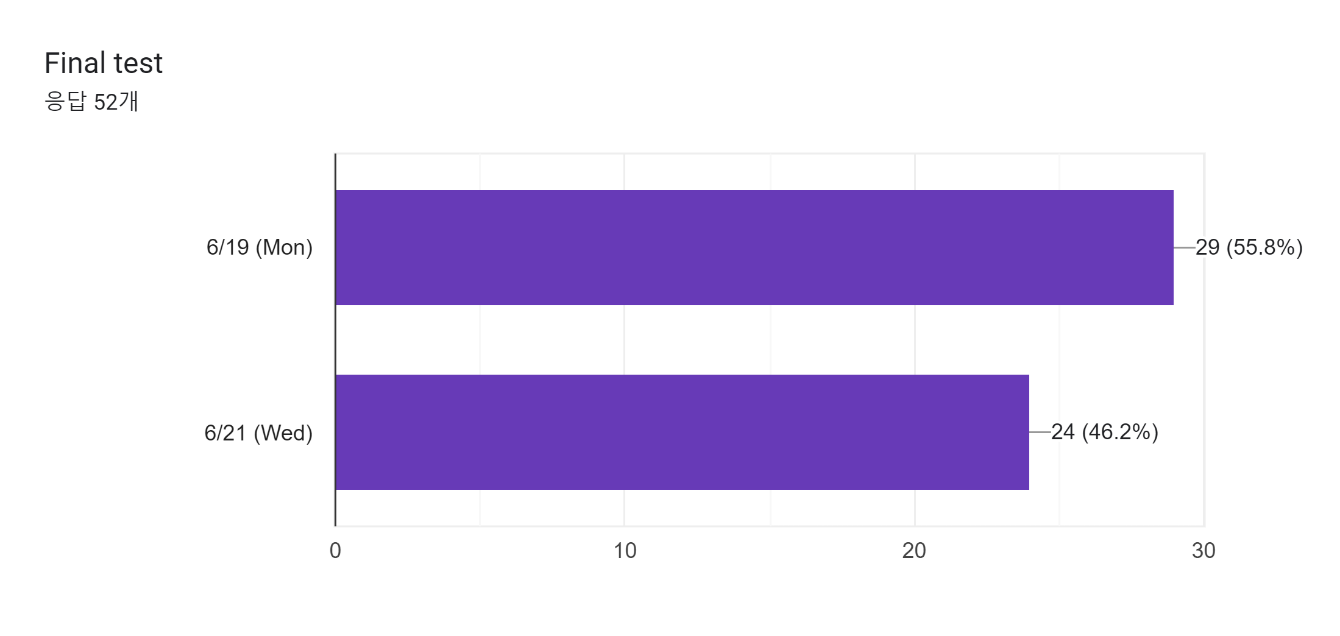 Final test
응답 52개
6/19 (Mon)
29 (55.8%)
6/21 (Wed)
24 (46.2%)
0
10
20
30